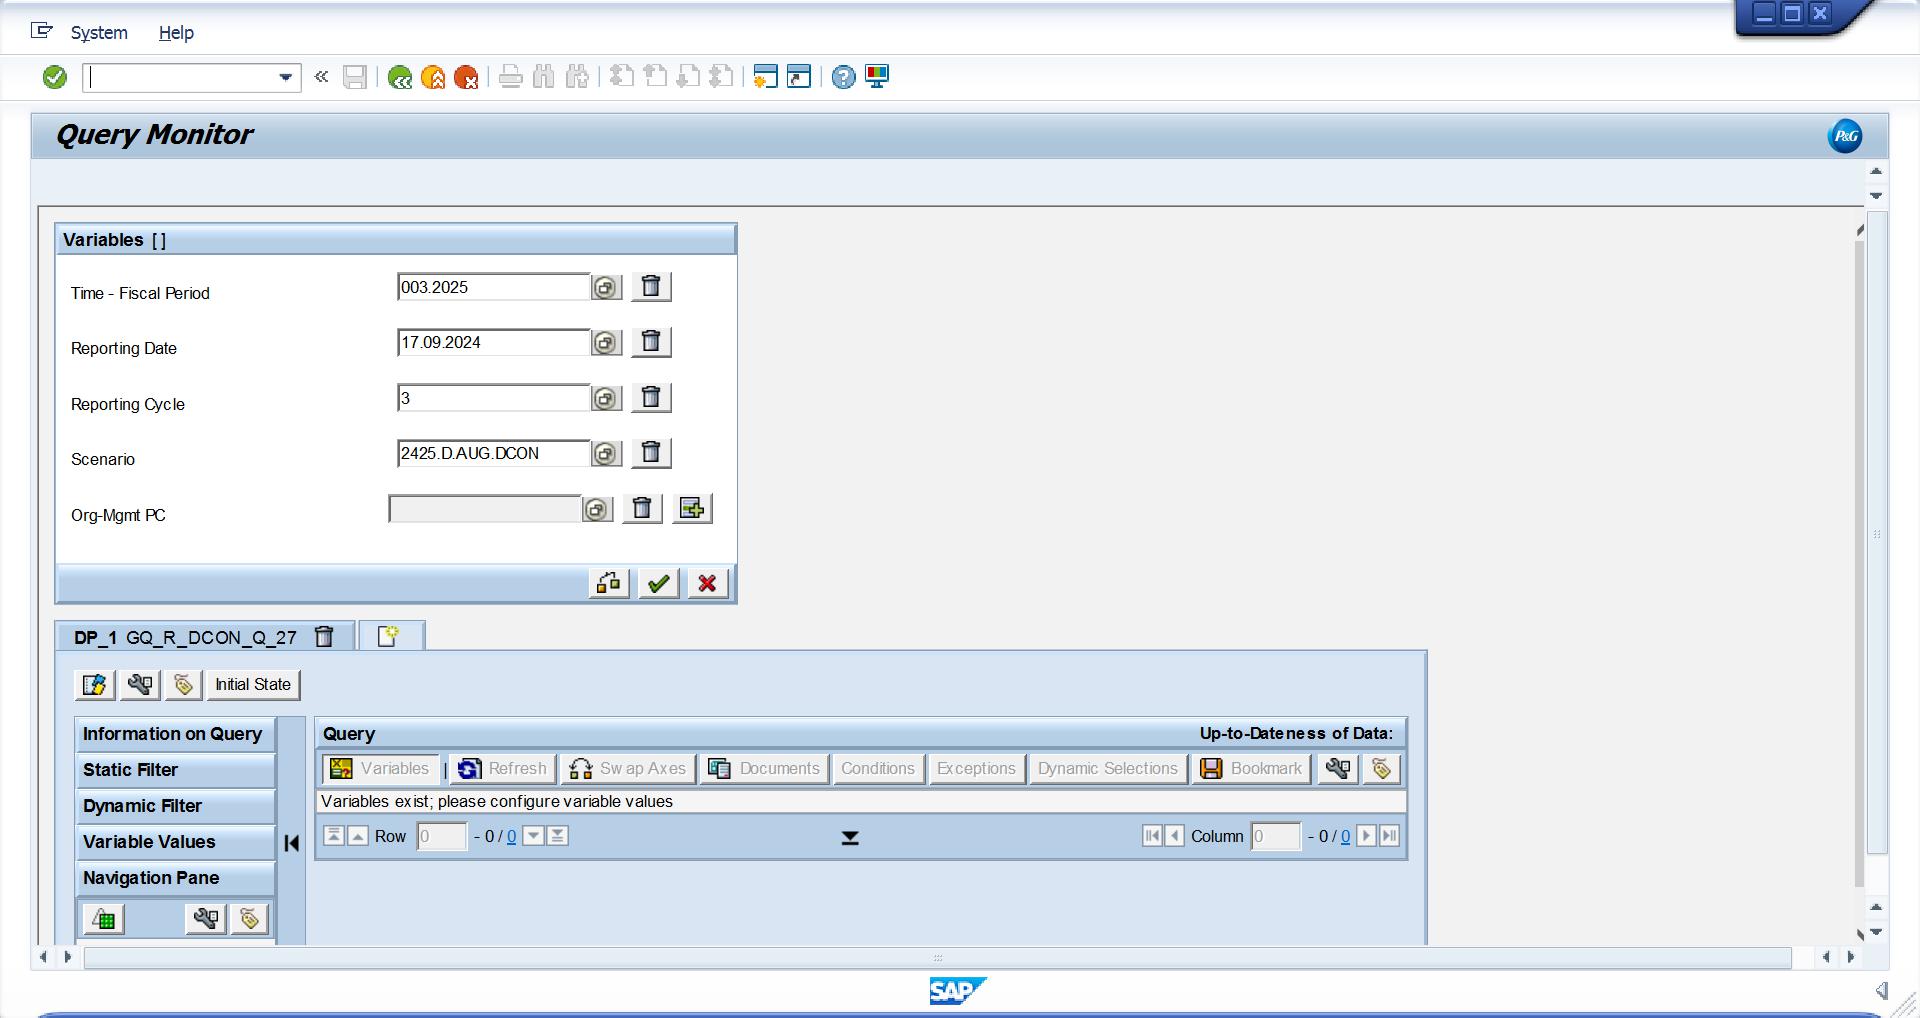 System Help
Query Monitor
P&G
Variables [ ]
Time - Fiscal Period 003.2025
Reporting Date 17.09.2024
Reporting Cycle 3
Scenario 2425.D.AUG.DCON
Org-Mgmt PC
DP_1 GQ_R_DCON_Q_27
Initial State
Information on Query
Static Filter
Dynamic Filter
Variable Values
Navigation Pane
Query Up-to-Dateness of Data:
Variables Refresh Swap Axes Documents Conditions Exceptions Dynamic Selections Bookmark
Variables exist; please configure variable values
Row 0 - 0 / 0 Column 0 - 0 / 0
SAP